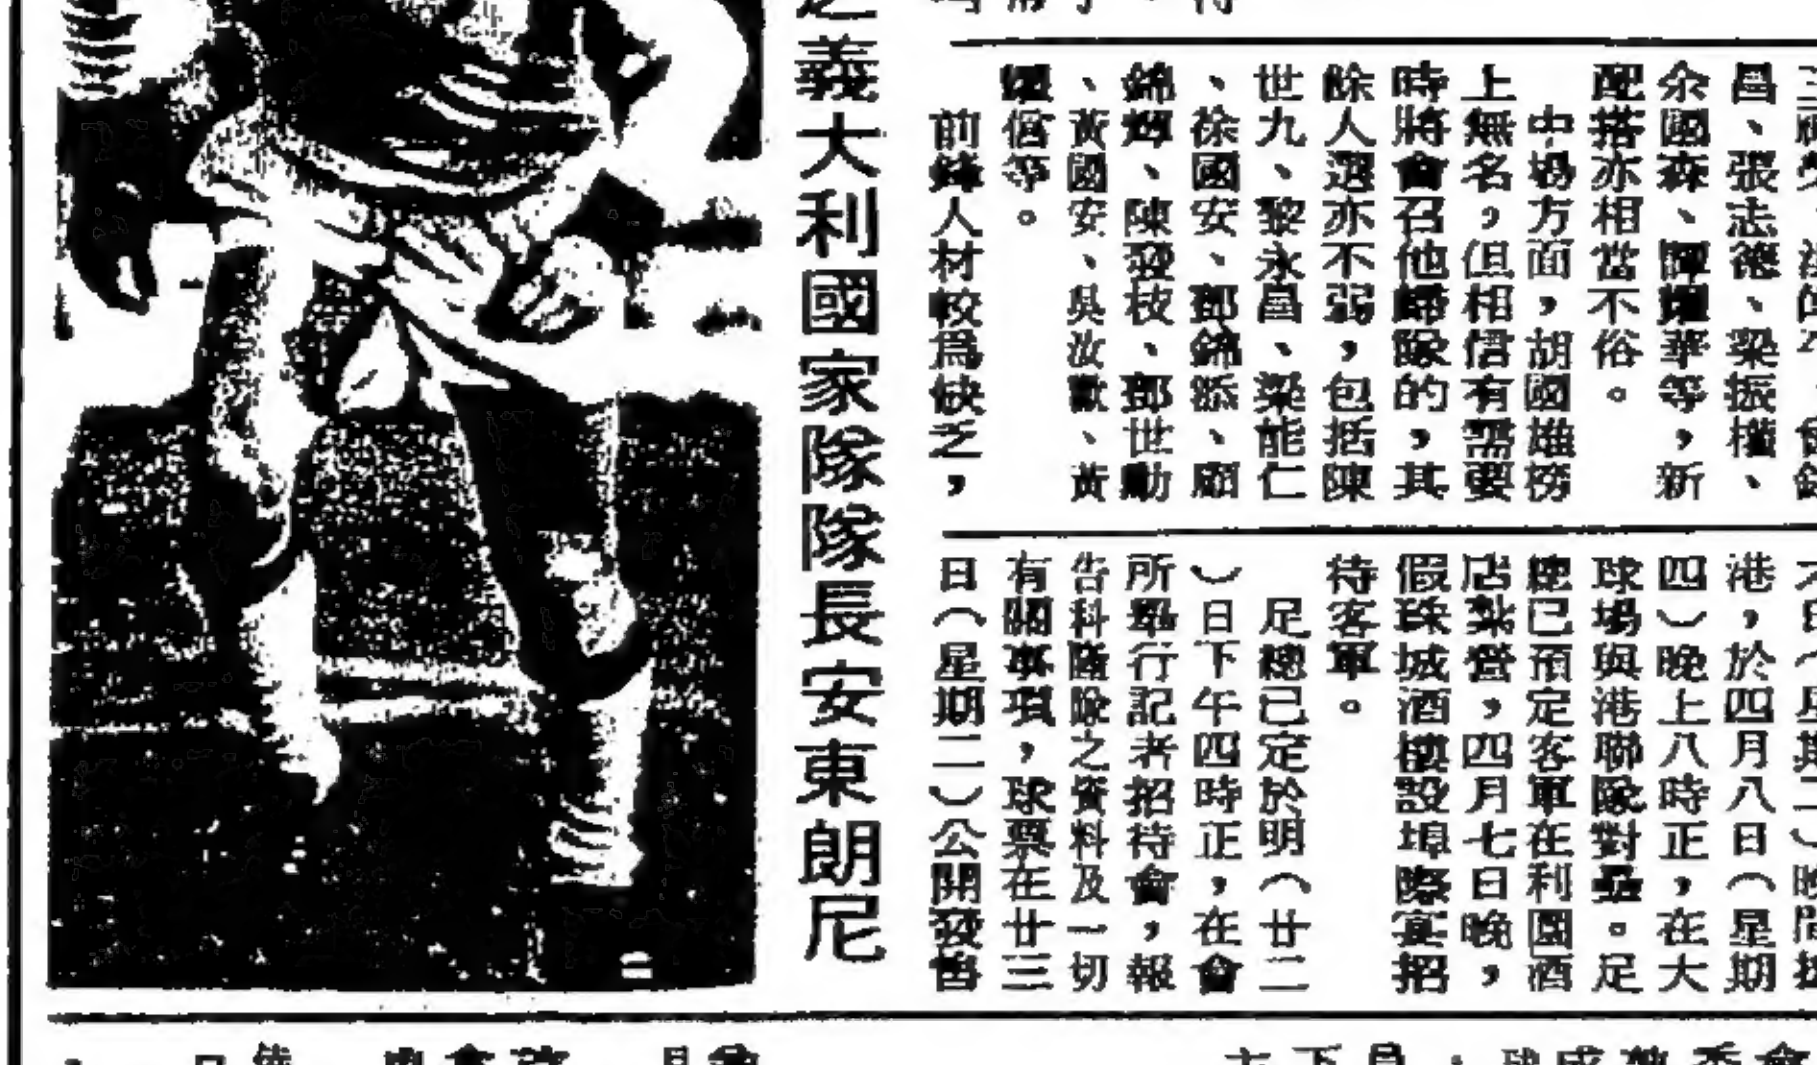 昌、張志德、梁振權、
余國森、譚耀華等，新
配搭亦相當不俗。
中場方面，胡國雄榜
上無名，但相信有需要
時將會召他歸隊的，其
餘人選亦不弱，包括陳
世九、黎永昌、梁能仁
、徐國安、鄧錦添、
錦輝、陳發枝、鄧世勳
、黃國安、吳汝歡、黃
信等。
前鋒人材較為缺乏，
港，於四月八日（星期
四）晚上八時正，在大
球場與港聯隊對壘。足
總已預定客軍在利園酒
店紮營，四月七日晚，
假珠城酒樓設埠際宴招
待客軍。
足總已定於明（廿二
）日下午四時正，在會
所舉行記者招待會，報
告科隆隊之資料及一切
有關事項，球票在廿三
日（星期二）公開發售
之義大利國家隊隊長安東朗尼